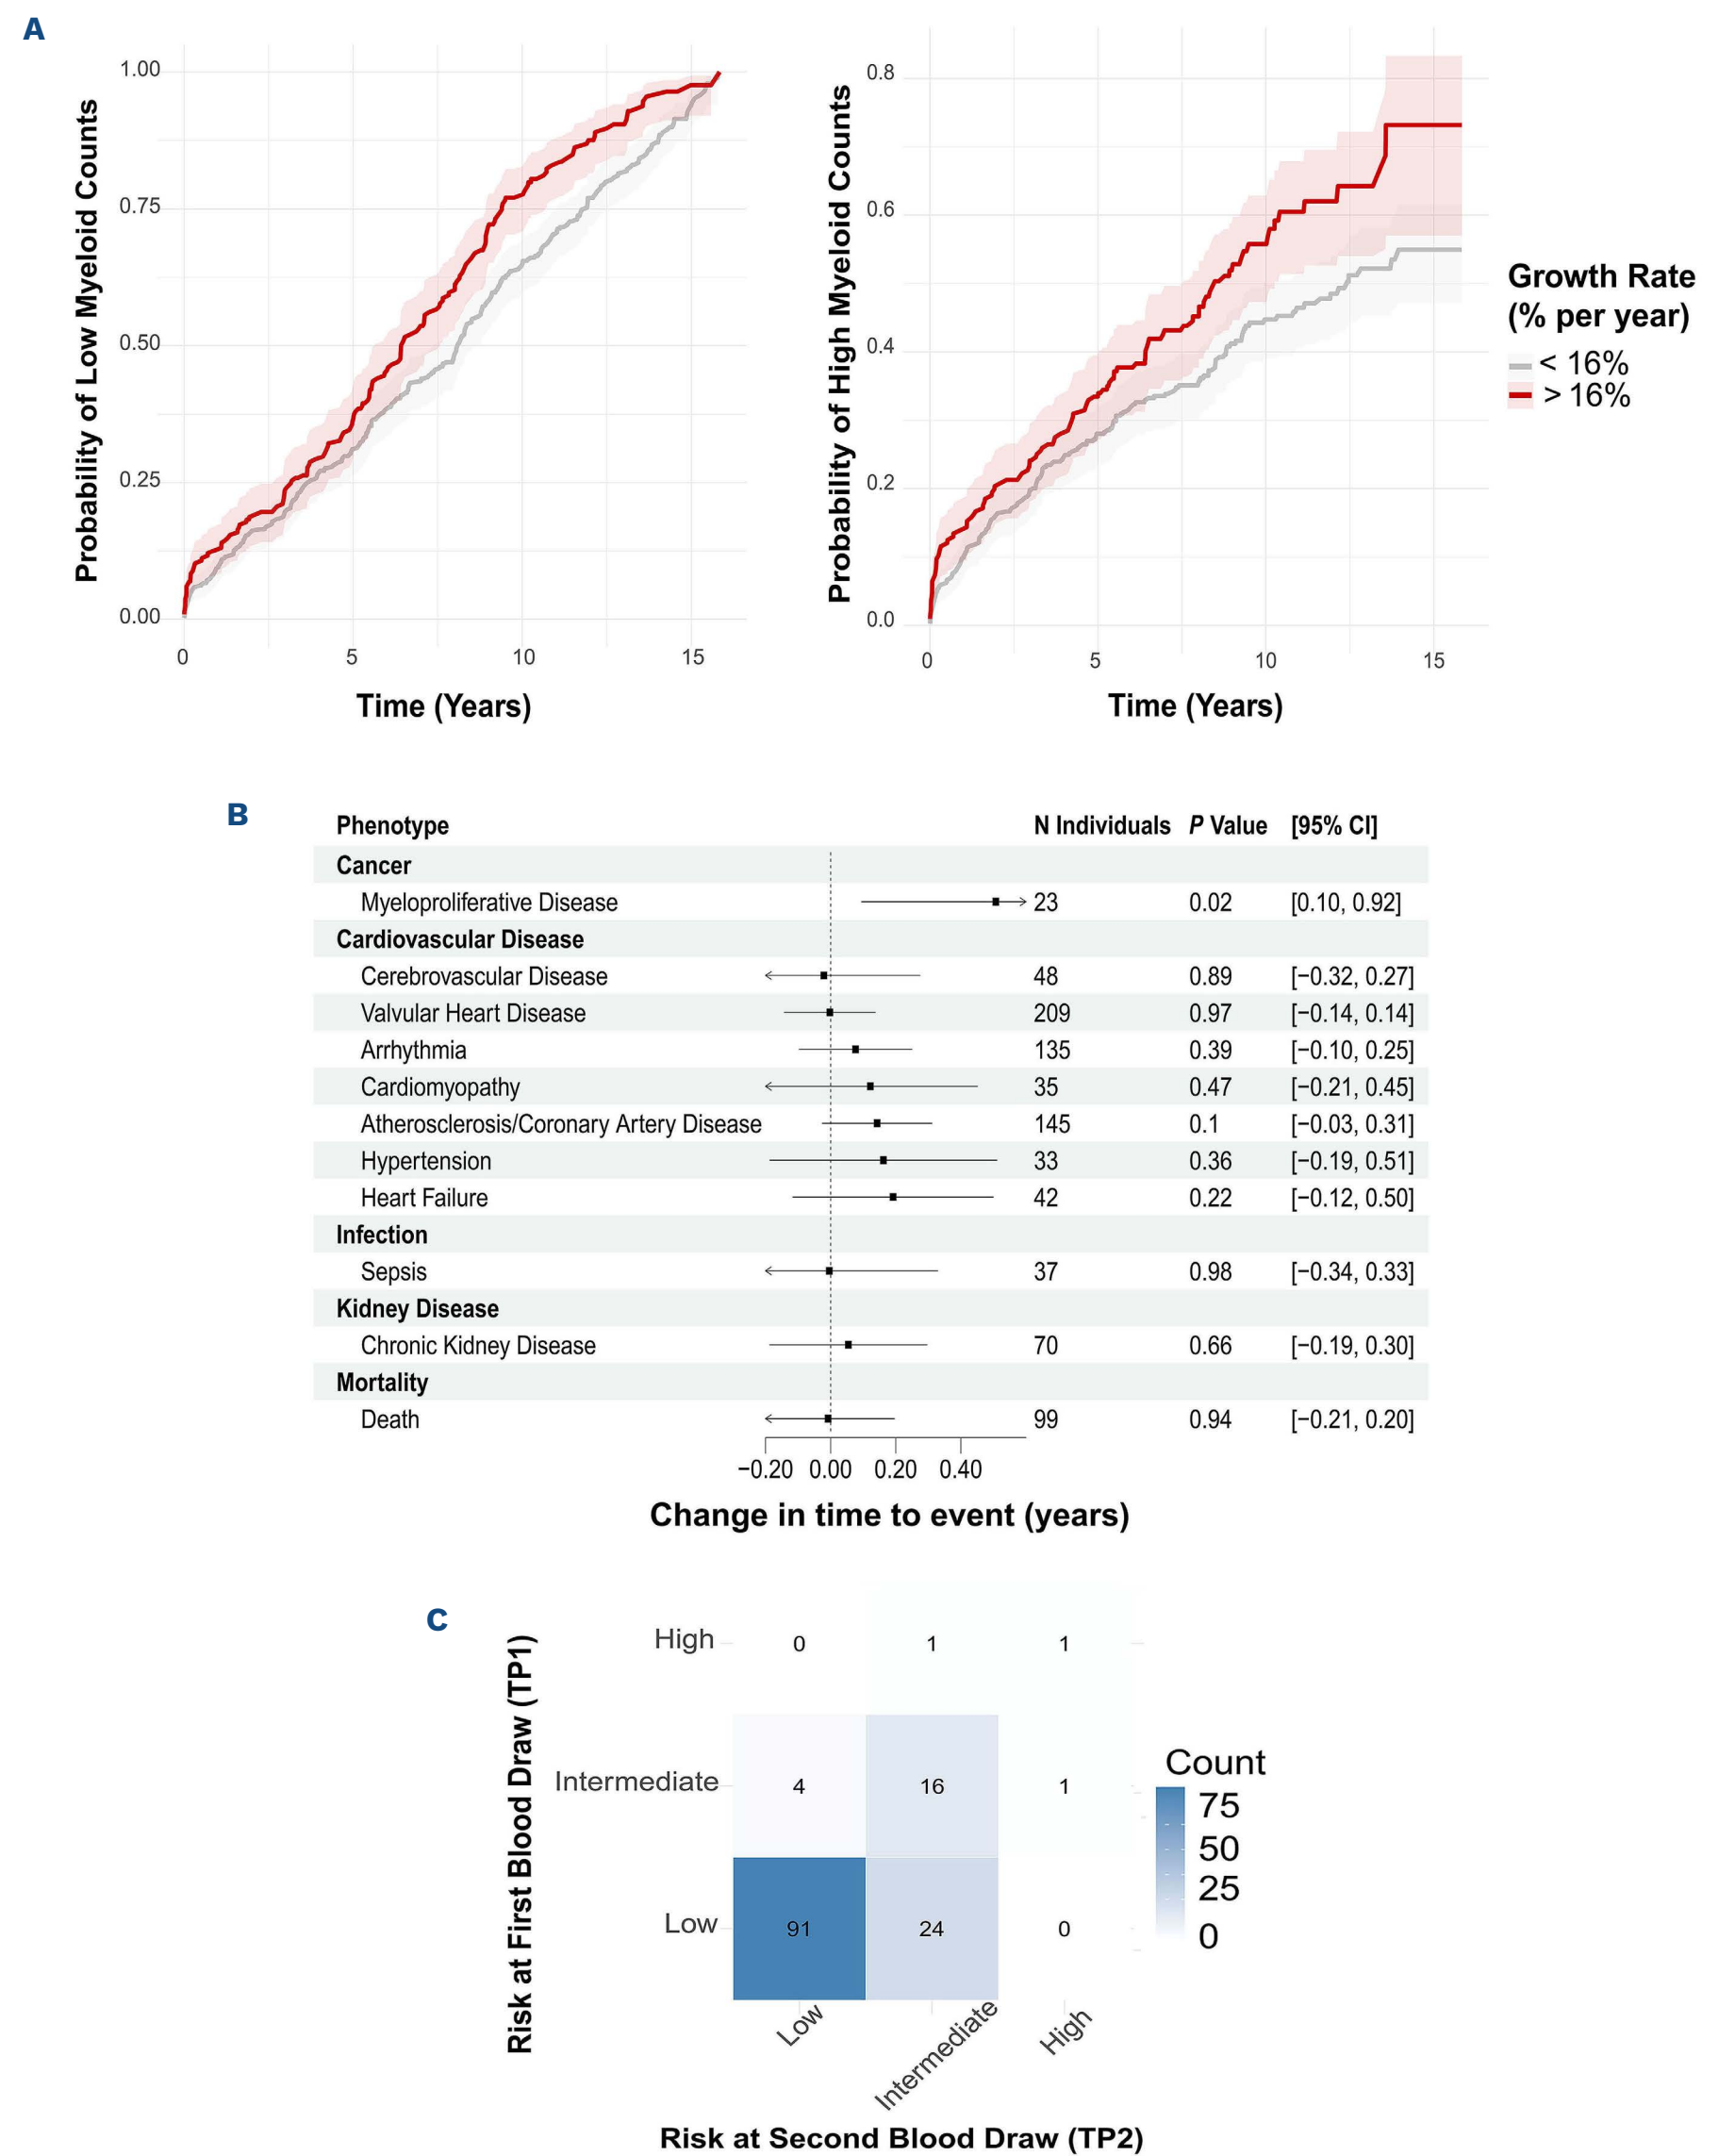 A
Probability of Low Myeloid Counts
1.00
0.75
0.50
0.25
0.00
0 5 10 15
Time (Years)
Probability of High Myeloid Counts
0.8
0.6
0.4
0.2
0.0
0 5 10 15
Time (Years)
Growth Rate
(% per year)
< 16%
> 16%
B
Phenotype N Individuals P Value [95% CI]
Cancer
Myeloproliferative Disease 23 0.02 [0.10, 0.92]
Cardiovascular Disease
Cerebrovascular Disease 48 0.89 [−0.32, 0.27]
Valvular Heart Disease 209 0.97 [−0.14, 0.14]
Arrhythmia 135 0.39 [−0.10, 0.25]
Cardiomyopathy 35 0.47 [−0.21, 0.45]
Atherosclerosis/Coronary Artery Disease 145 0.1 [−0.03, 0.31]
Hypertension 33 0.36 [−0.19, 0.51]
Heart Failure 42 0.22 [−0.12, 0.50]
Infection
Sepsis 37 0.98 [−0.34, 0.33]
Kidney Disease
Chronic Kidney Disease 70 0.66 [−0.19, 0.30]
Mortality
Death 99 0.94 [−0.21, 0.20]
−0.20 0.00 0.20 0.40
Change in time to event (years)
C
Risk at First Blood Draw (TP1)
High 0 1 1
Intermediate 4 16 1
Low 91 24 0
Low Intermediate High
Risk at Second Blood Draw (TP2)
Count
75
50
25
0